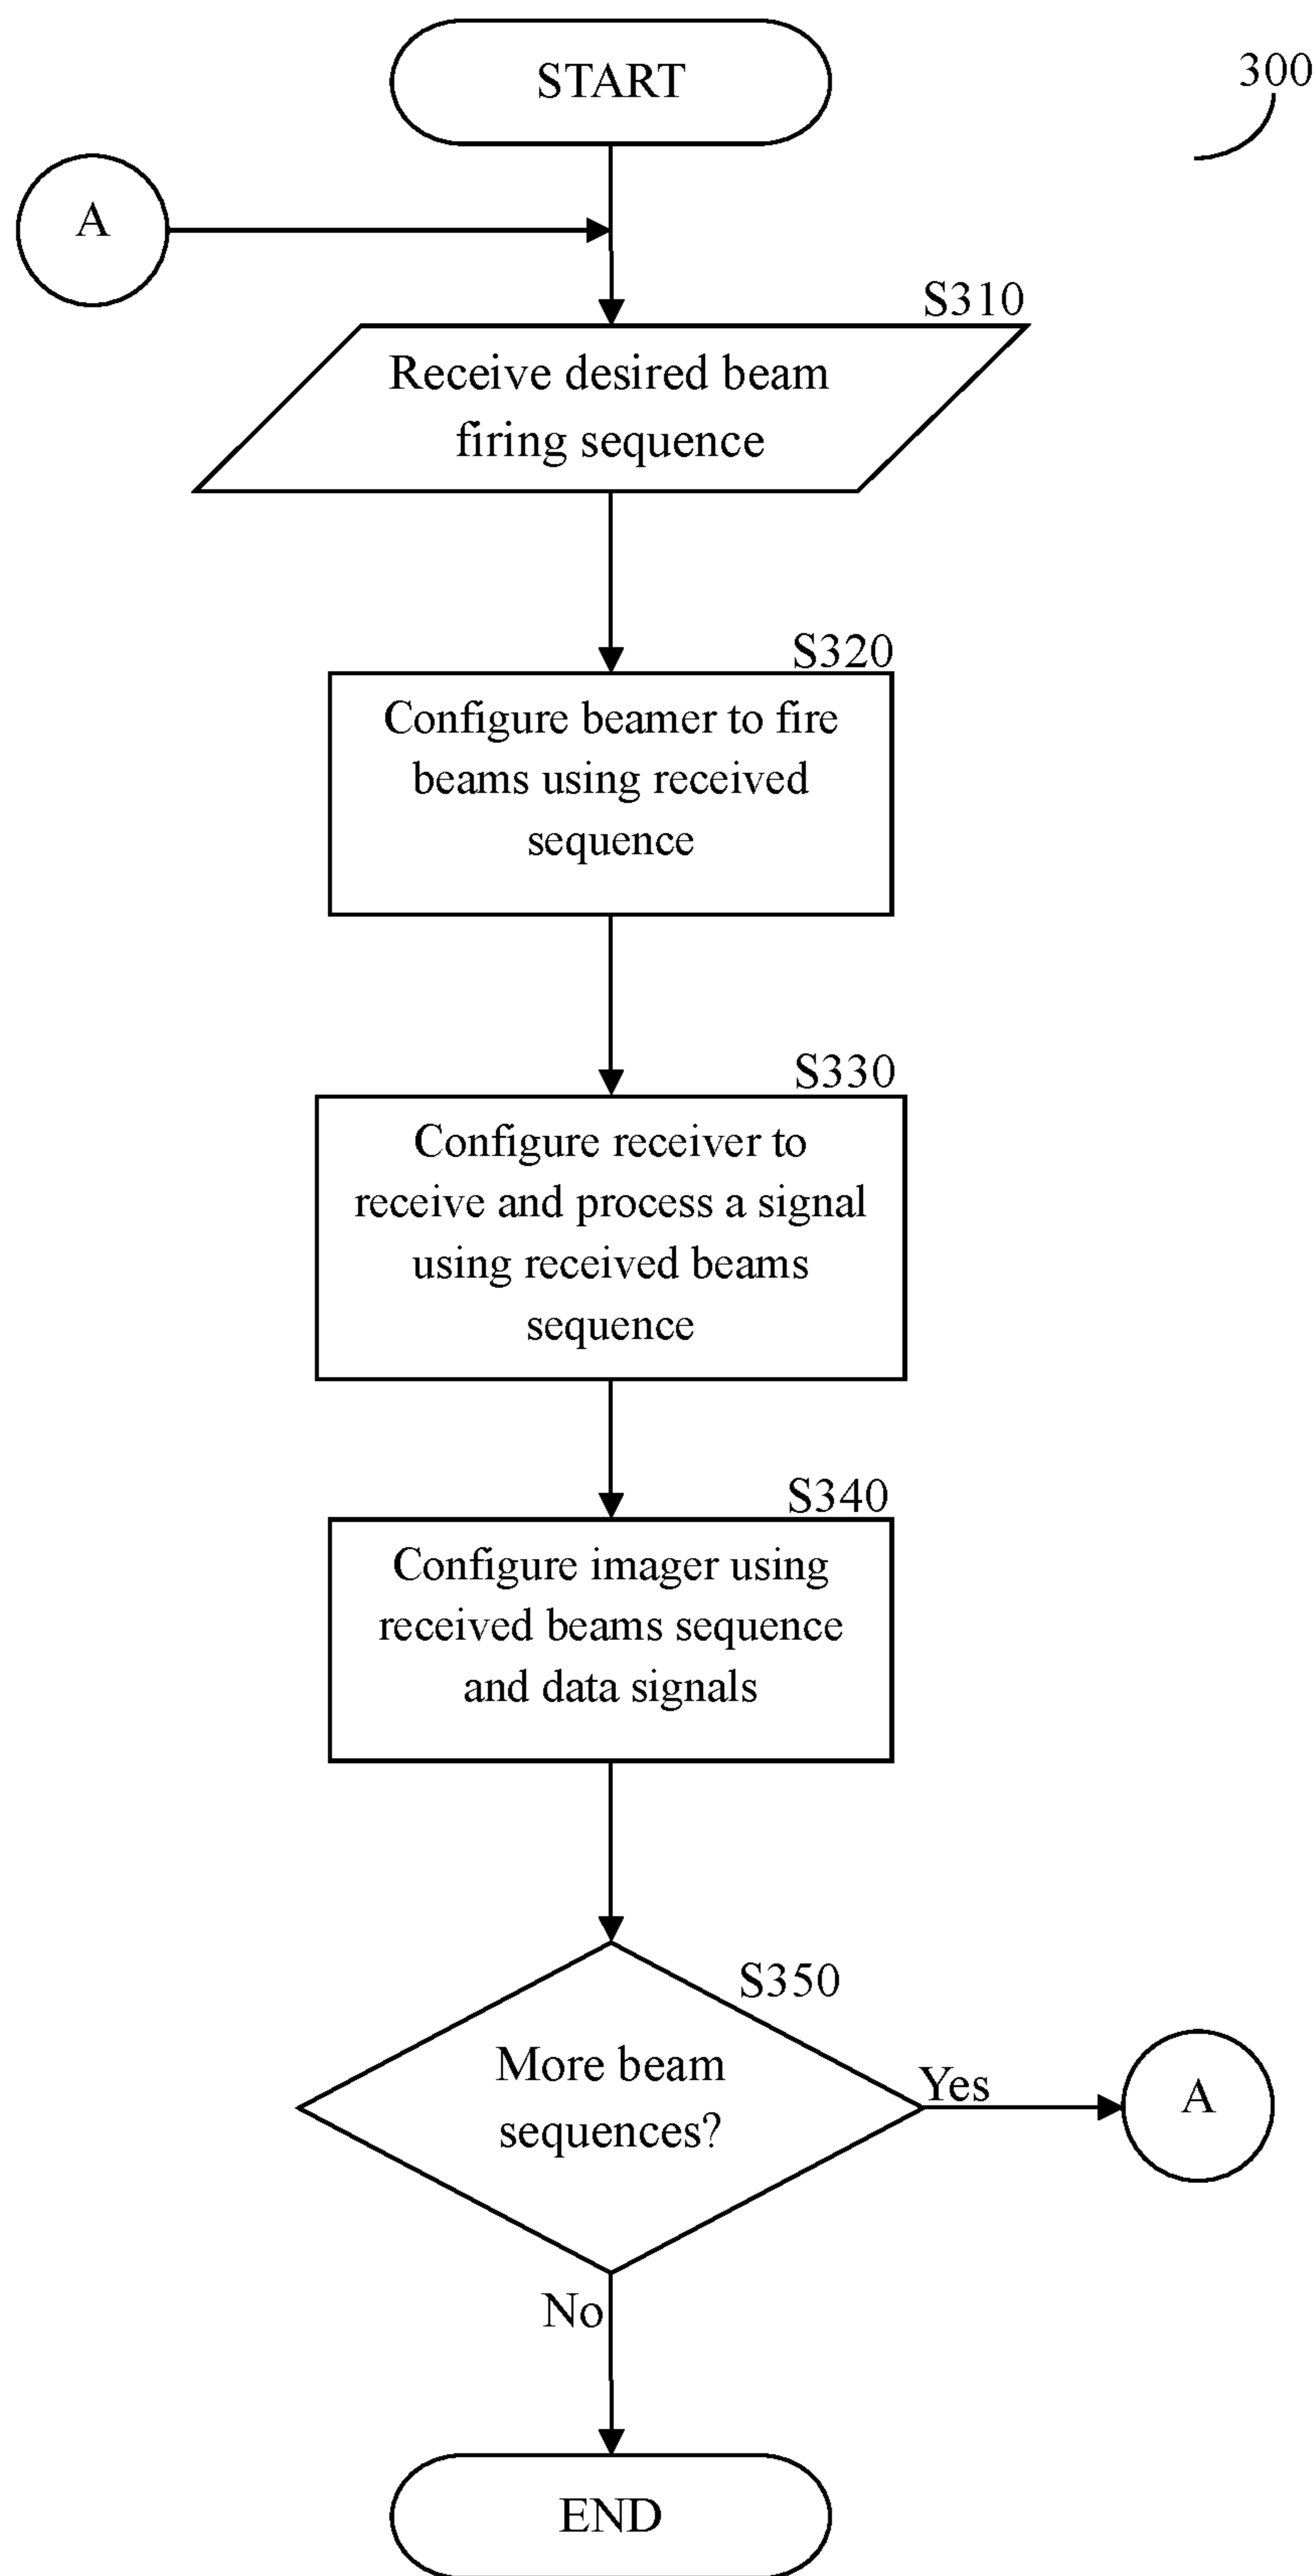 START
300
A
S310
Receive desired beam
firing sequence
S320
Configure beamer to fire
beams using received
sequence
S330
Configure receiver to
receive and process a signal
using received beams
sequence
S340
Configure imager using
received beams sequence
and data signals
S350
More beam
sequences?
Yes
A
No
END